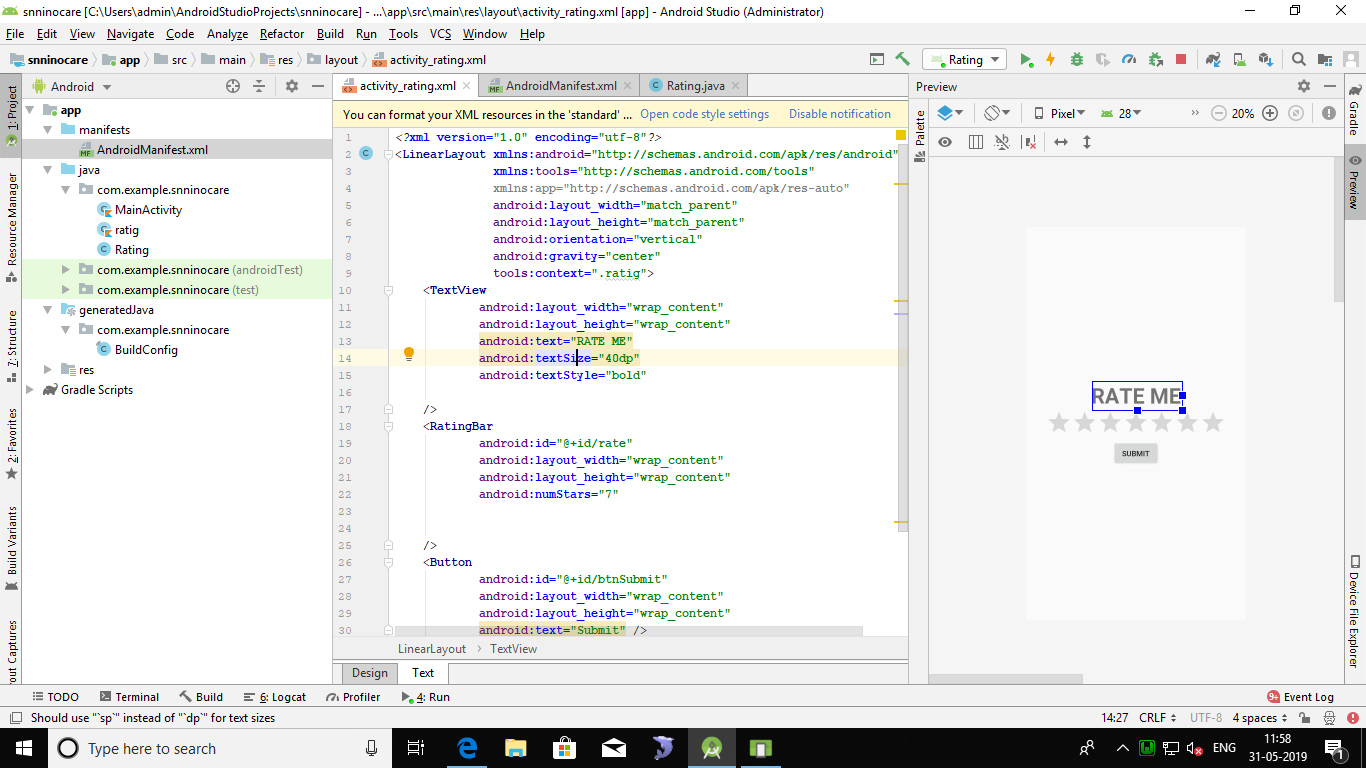 snninocare [C:\Users\admin\AndroidStudioProjects\snninocare] - ...\app\src\main\res\layout\activity_rating.xml [app] - Android Studio (Administrator)
File Edit View Navigate Code Analyze Refactor Build Run Tools VCS Window Help
snninocare app src main res layout activity_rating.xml
Rating
Android
activity_rating.xml AndroidManifest.xml Rating.java
Preview
1: Project
Resource Manager
7: Structure
2: Favorites
Build Variants
out Captures
app
manifests
AndroidManifest.xml
java
com.example.snninocare
MainActivity
ratig
Rating
com.example.snninocare (androidTest)
com.example.snninocare (test)
generatedJava
com.example.snninocare
BuildConfig
res
Gradle Scripts
You can format your XML resources in the 'standard' ... Open code style settings Disable notification
1 <?xml version="1.0" encoding="utf-8"?>
2 <LinearLayout xmlns:android="http://schemas.android.com/apk/res/android"
3 xmlns:tools="http://schemas.android.com/tools"
4 xmlns:app="http://schemas.android.com/apk/res-auto"
5 android:layout_width="match_parent"
6 android:layout_height="match_parent"
7 android:orientation="vertical"
8 android:gravity="center"
9 tools:context=".ratig">
10 <TextView
11 android:layout_width="wrap_content"
12 android:layout_height="wrap_content"
13 android:text="RATE ME"
14 android:textSize="40dp"
15 android:textStyle="bold"
16
17 />
18 <RatingBar
19 android:id="@+id/rate"
20 android:layout_width="wrap_content"
21 android:layout_height="wrap_content"
22 android:numStars="7"
23
24
25 />
26 <Button
27 android:id="@+id/btnSubmit"
28 android:layout_width="wrap_content"
29 android:layout_height="wrap_content"
30 android:text="Submit" />
LinearLayout TextView
Design Text
Palette
Pixel 28 20%
RATE ME
SUBMIT
Gradle
Preview
Device File Explorer
TODO Terminal Build 6: Logcat Profiler 4: Run 9+ Event Log
Should use "`sp`" instead of "`dp`" for text sizes 14:27 CRLF UTF-8 4 spaces
Type here to search
ENG
11:58
31-05-2019
1